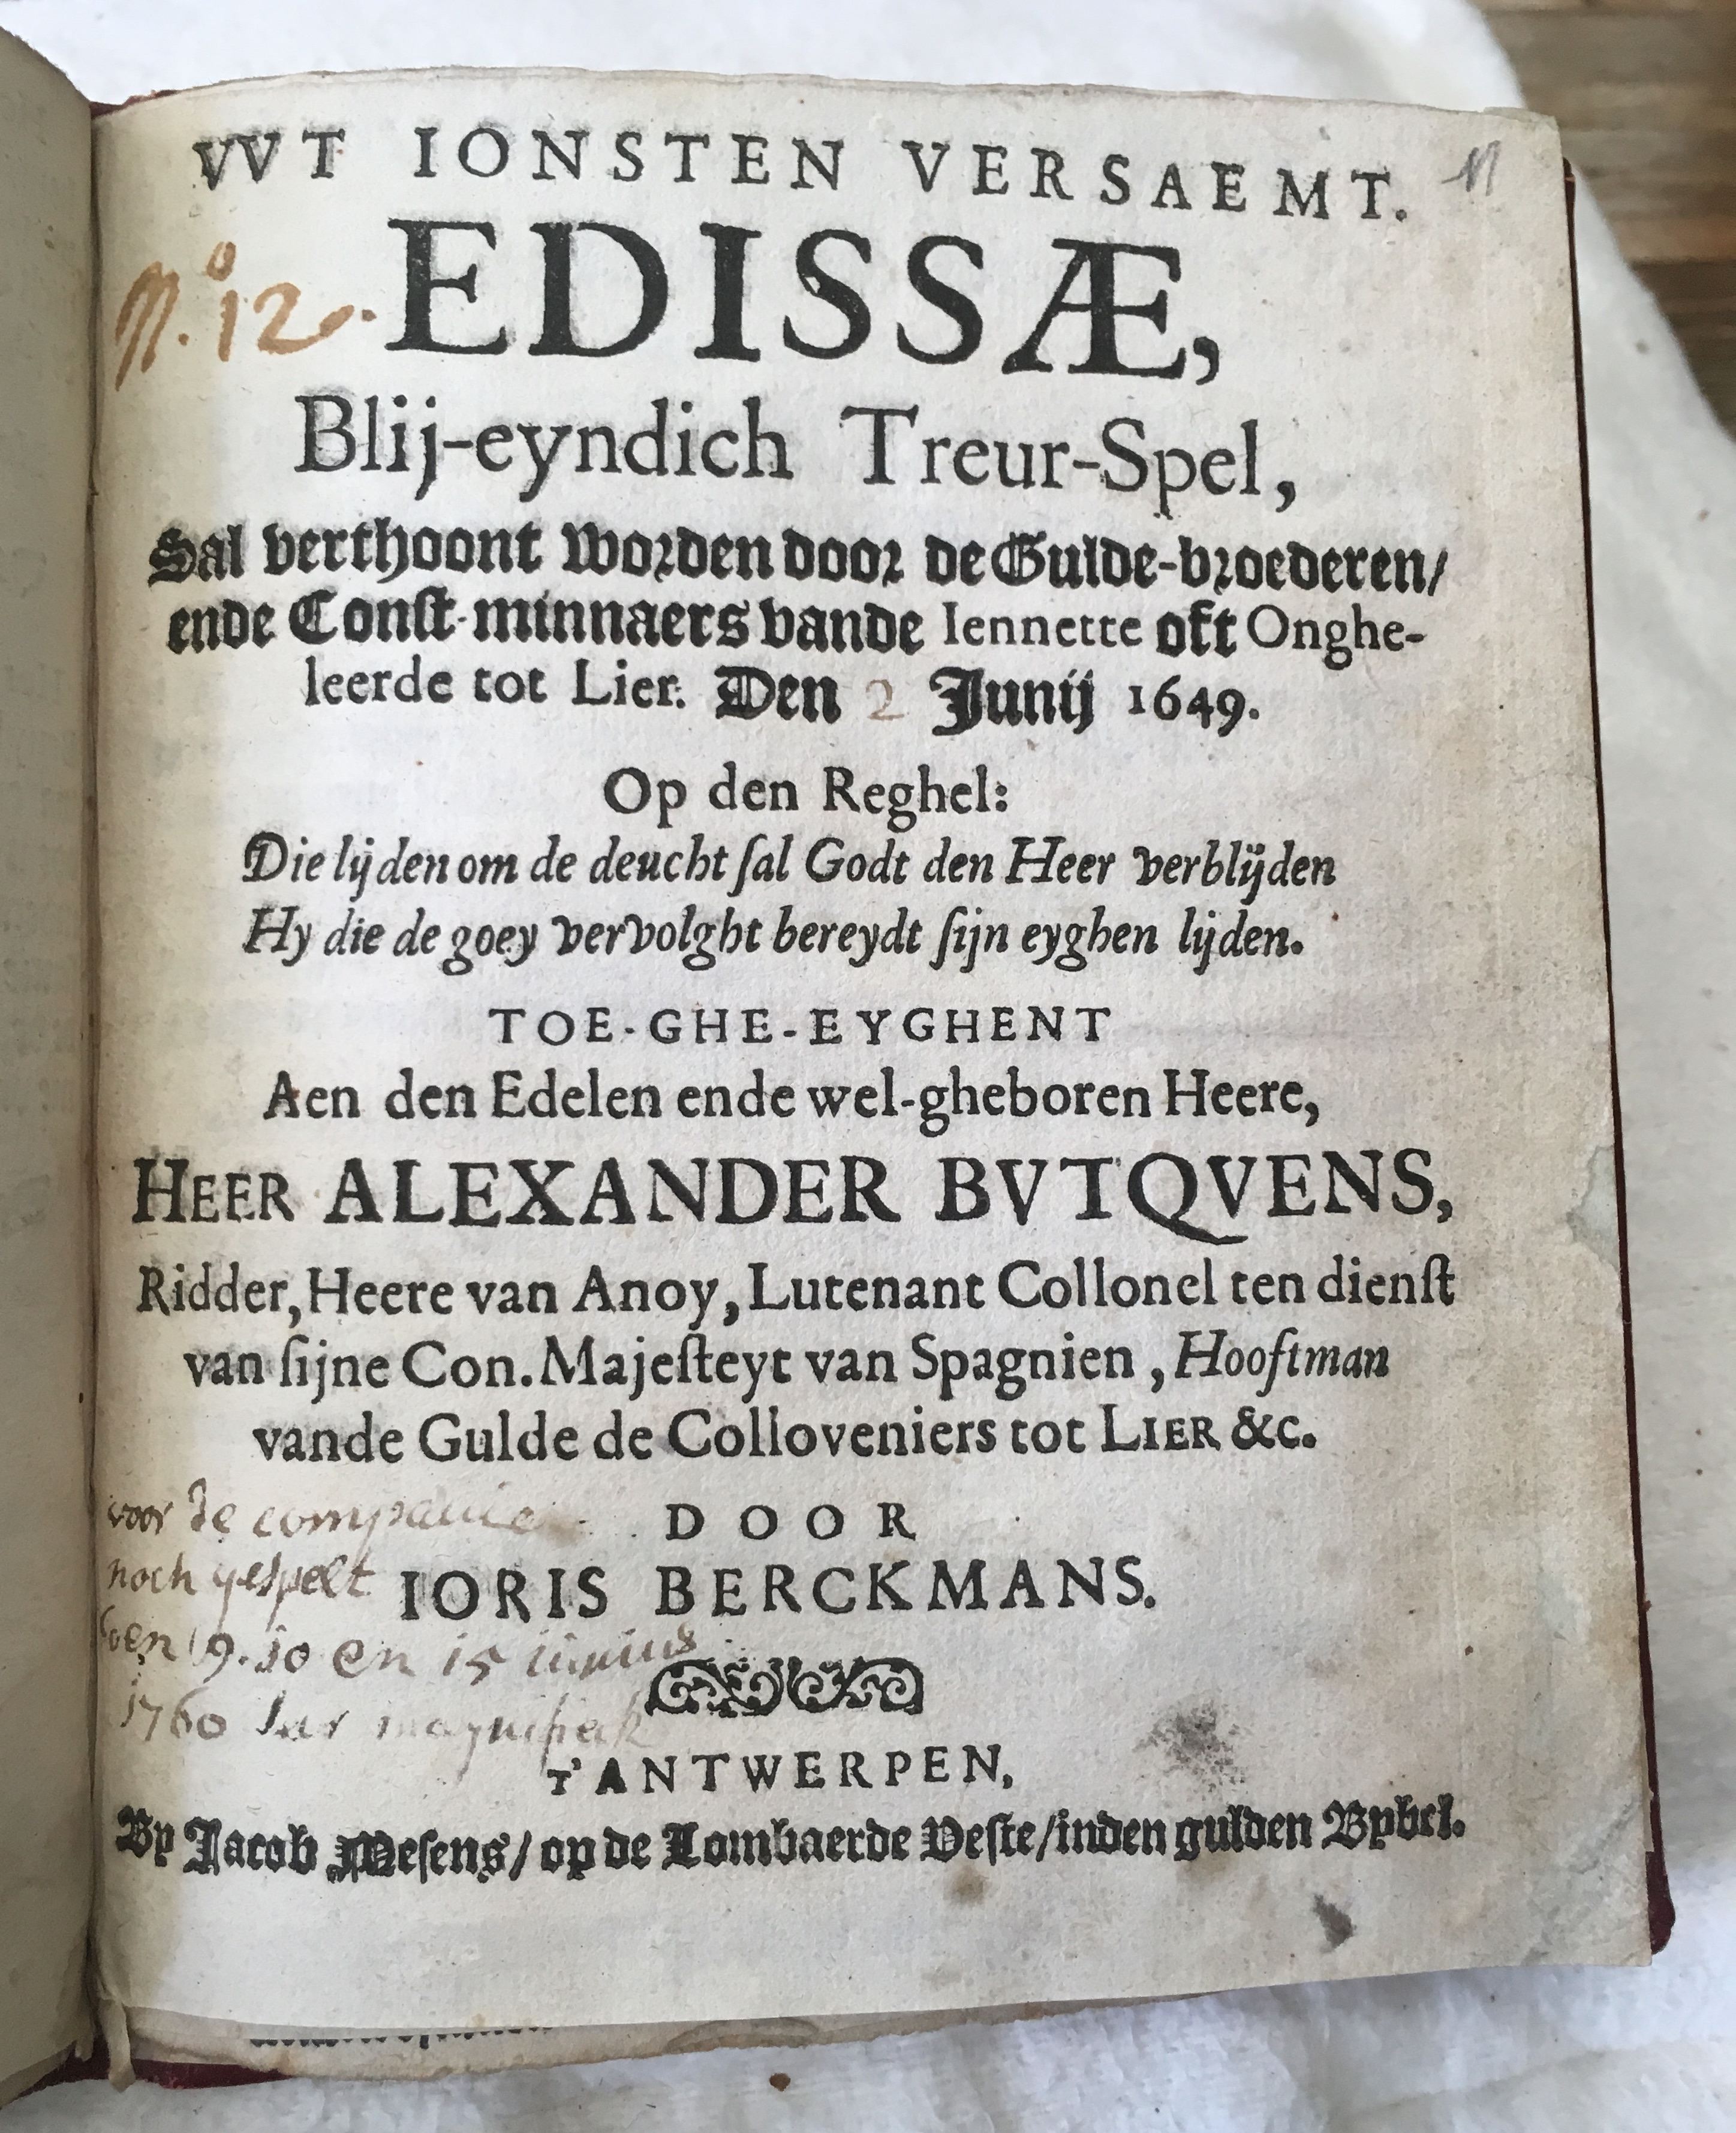 VVT IONSTEN VERSAEMT.
N.° 12.
EDISSÆ,
Blij-eyndich Treur-Spel,
Sal verthoont worden door de Gulde-broederen/
ende Const-minnaers vande Iennette oft Onghe-
leerde tot Lier. Den 2 Junij 1649.
Op den Reghel:
Die lijden om de deucht ſal Godt den Heer verblijden
Hy die de goey vervolght bereydt ſijn eyghen lijden.
TOE-GHE-EYGHENT
Aen den Edelen ende wel-gheboren Heere,
HEER ALEXANDER BVTQVENS,
Ridder, Heere van Anoy, Lutenant Collonel ten dienſt
van ſijne Con. Majeſteyt van Spagnien, Hooftman
vande Gulde de Colloveniers tot LIER &c.
DOOR
IORIS BERCKMANS.
voor de companie
noch gespelt
den 9. 10 en 15 iunius
1760 magnifiek
T'ANTWERPEN,
By Jacob Meſens/ op de Lombaerde Veſte/ inden gulden Bybel.